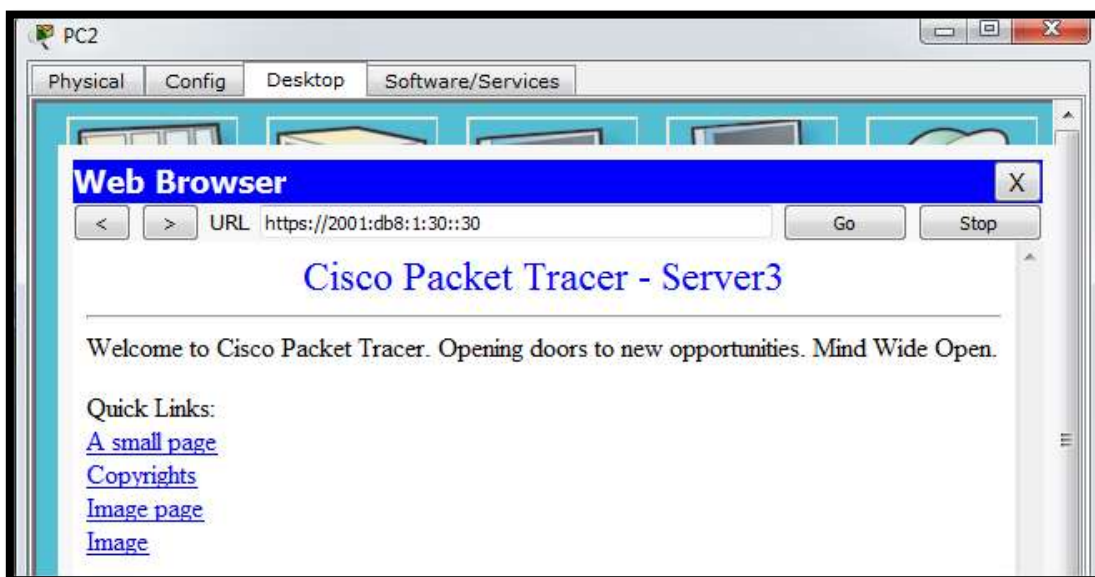 PC2
Physical Config Desktop Software/Services
Web Browser X
< > URL https://2001:db8:1:30::30 Go Stop
Cisco Packet Tracer - Server3
Welcome to Cisco Packet Tracer. Opening doors to new opportunities. Mind Wide Open.
Quick Links:
A small page
Copyrights
Image page
Image